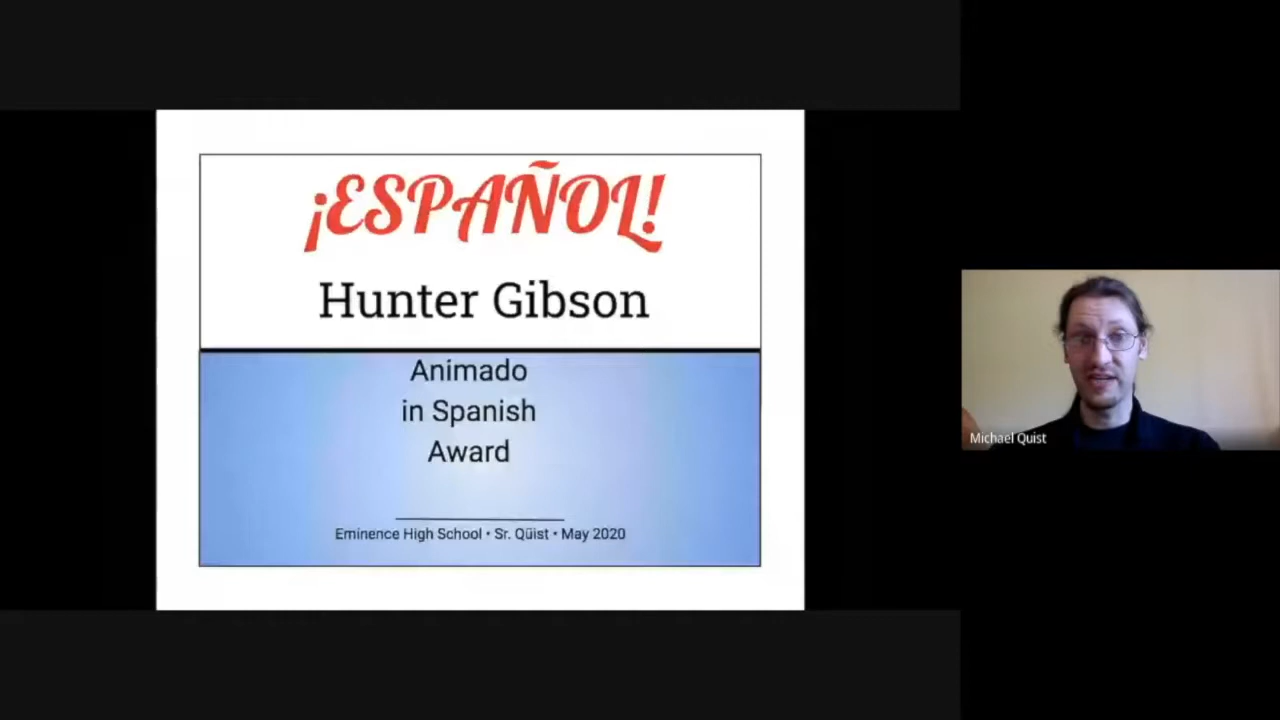 ¡ESPAÑOL!
Hunter Gibson
Animado
in Spanish
Award
Eminence High School • Sr. Qüist • May 2020
Michael Quist